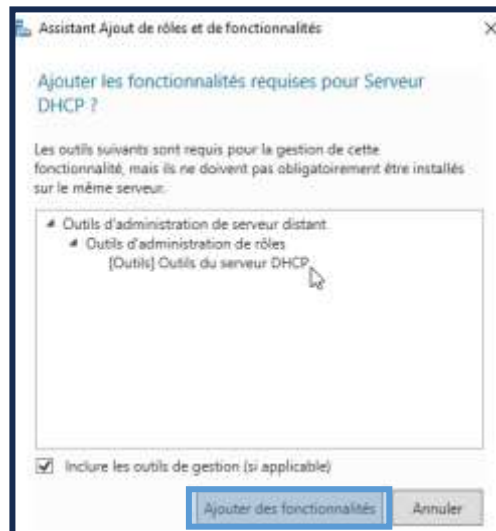 Assistant Ajout de rôles et de fonctionnalités
Ajouter les fonctionnalités requises pour Serveur
DHCP ?
Les outils suivants sont requis pour la gestion de cette
fonctionnalité, mais ils ne doivent pas obligatoirement être installés
sur le même serveur.
Outils d'administration de serveur distant
Outils d'administration de rôles
[Outils] Outils du serveur DHCP
Inclure les outils de gestion (si applicable)
Ajouter des fonctionnalités
Annuler